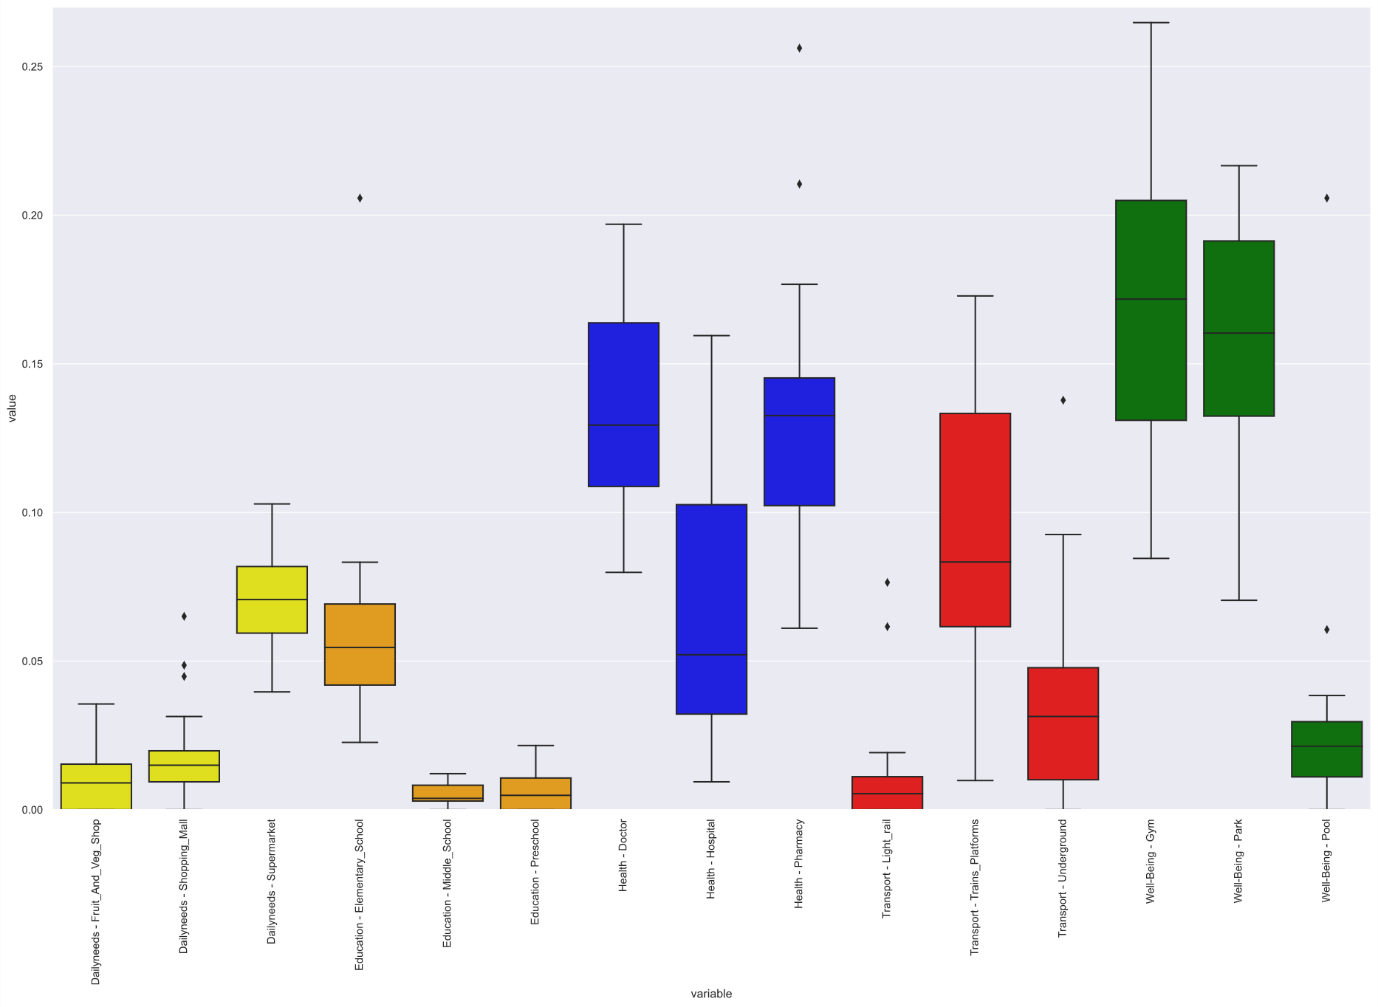 0.25
0.20
0.15
0.10
0.05
0.00
value
Dailyneeds - Fruit_And_Veg_Shop
Dailyneeds - Shopping_Mall
Dailyneeds - Supermarket
Education - Elementary_School
Education - Middle_School
Education - Preschool
Health - Doctor
Health - Hospital
Health - Pharmacy
Transport - Light_rail
Transport - Trains_Platforms
Transport - Underground
Well-Being - Gym
Well-Being - Park
Well-Being - Pool
variable